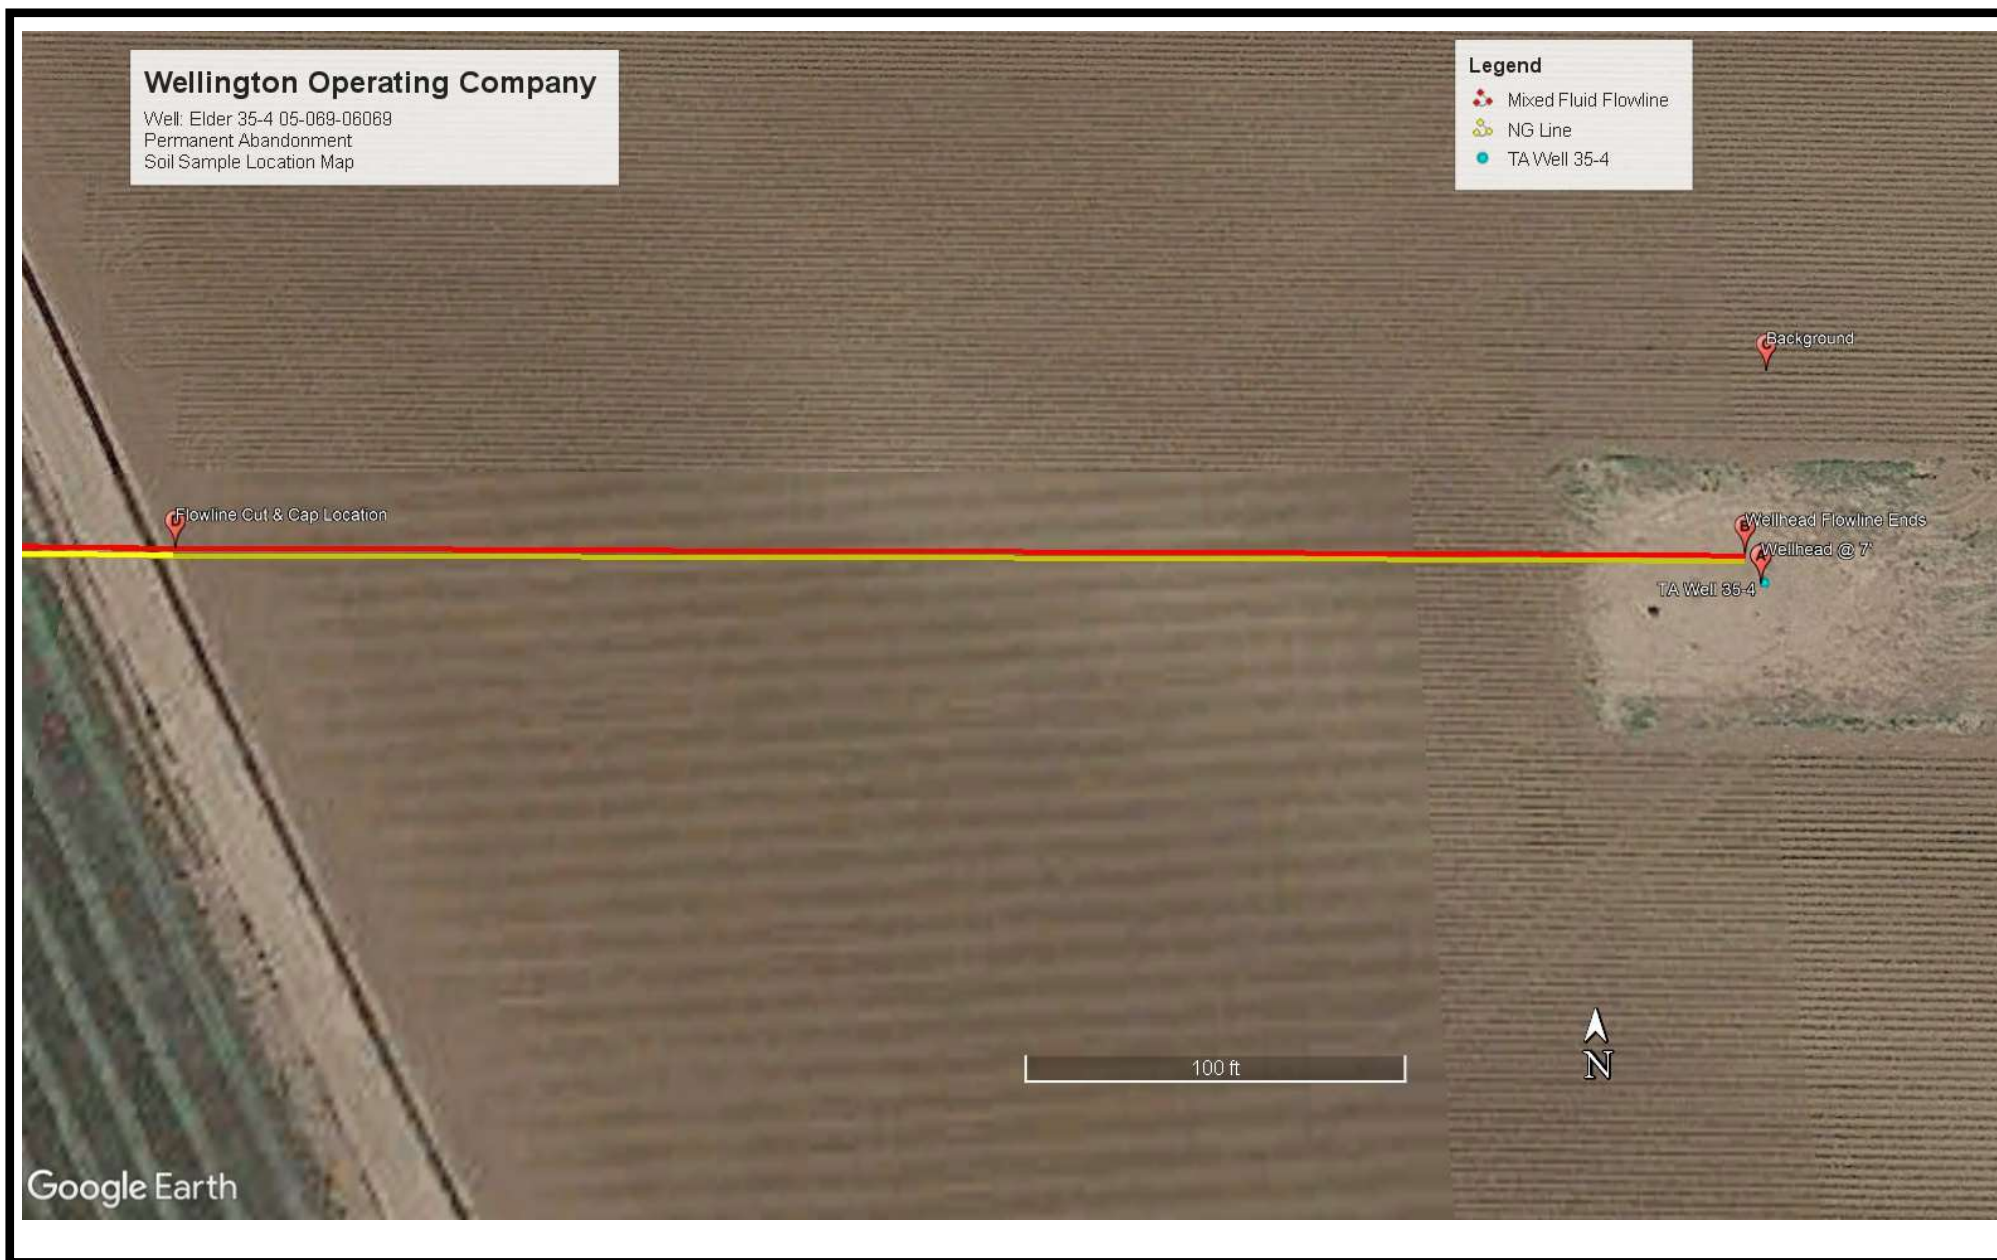 Wellington Operating Company
Well: Elder 35-4 05-069-06069
Permanent Abandonment
Soil Sample Location Map
Legend
Mixed Fluid Flowline
NG Line
TA Well 35-4
C
Background
D
Flowline Cut & Cap Location
B
Wellhead Flowline Ends
A
Wellhead @ 7'
TA Well 35-4
100 ft
N
Google Earth